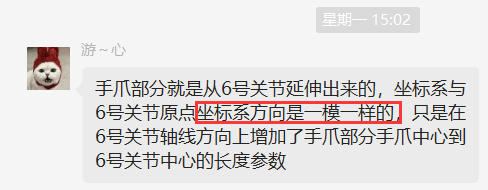 星期一 15:02
游～心
手爪部分就是从6号关节延伸出来的，坐标系与
6号关节原点坐标系方向是一模一样的，只是在
6号关节轴线方向上增加了手爪部分手爪中心到
6号关节中心的长度参数